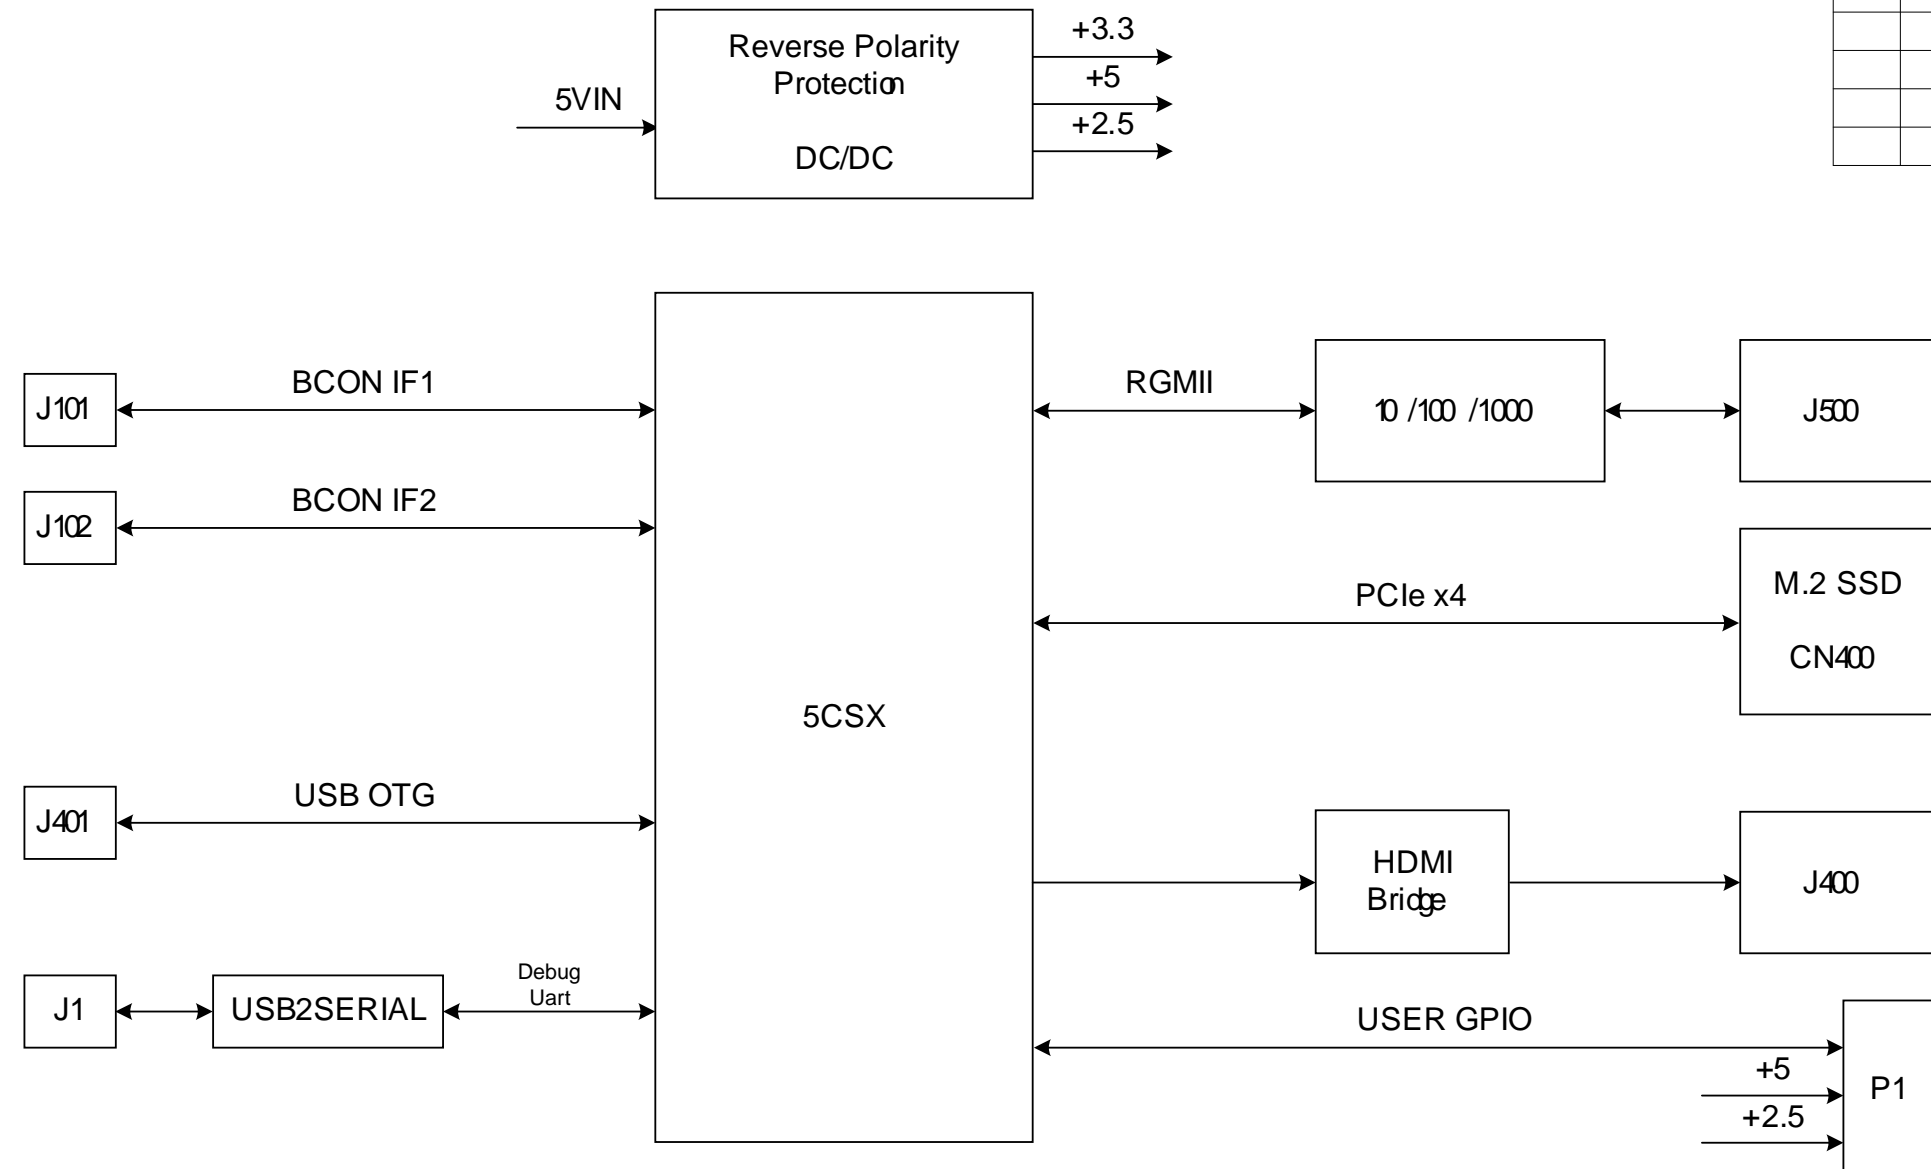 Reverse Polarity
Protection
DC/DC
5VIN
+3.3
+5
+2.5
J101
BCON IF1
J102
BCON IF2
J401
USB OTG
J1
USB2SERIAL
Debug
Uart
5CSX
RGMII
10 /100 /1000
J500
PCIe x4
M.2 SSD
CN400
HDMI
Bridge
J400
USER GPIO
+5
+2.5
P1